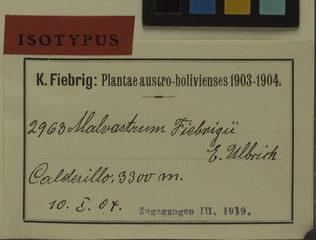 ISOTYPUS
K. Fiebrig: Plantae austro-bolivienses 1903-1904.
2963 Malvastrum Fiebrigii
E. Ulbrich
Calderillo, 3300 m.
10. I. 04.
Zugegangen III. 1919.